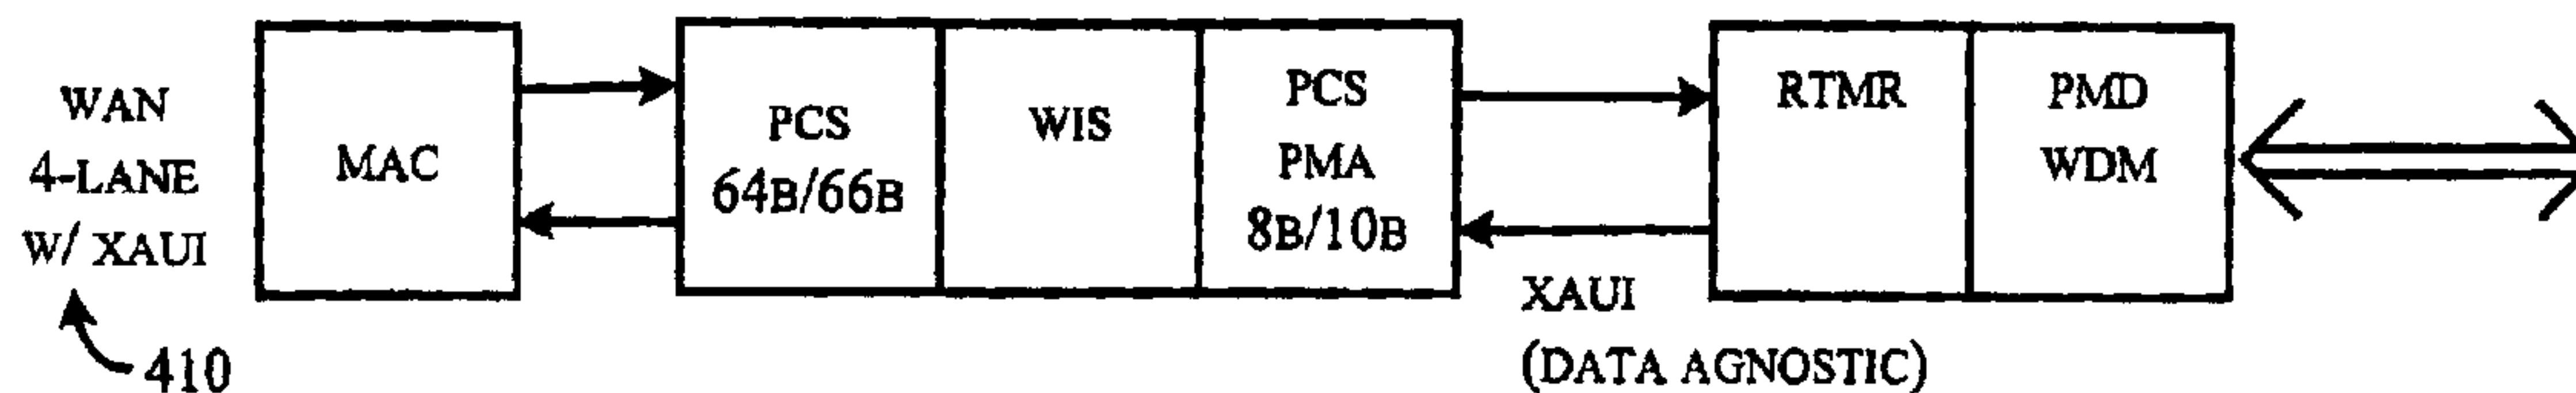 WAN
4-LANE
W/ XAUI
410
MAC
PCS
64B/66B
WIS
PCS
PMA
8B/10B
XAUI
(DATA AGNOSTIC)
RTMR
PMD
WDM